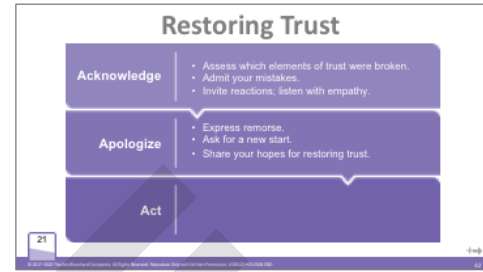 Restoring Trust
Acknowledge
• Assess which elements of trust were broken.
• Admit your mistakes.
• Invite reactions; listen with empathy.
Apologize
• Express remorse.
• Ask for a new start.
• Share your hopes for restoring trust.
Act
21